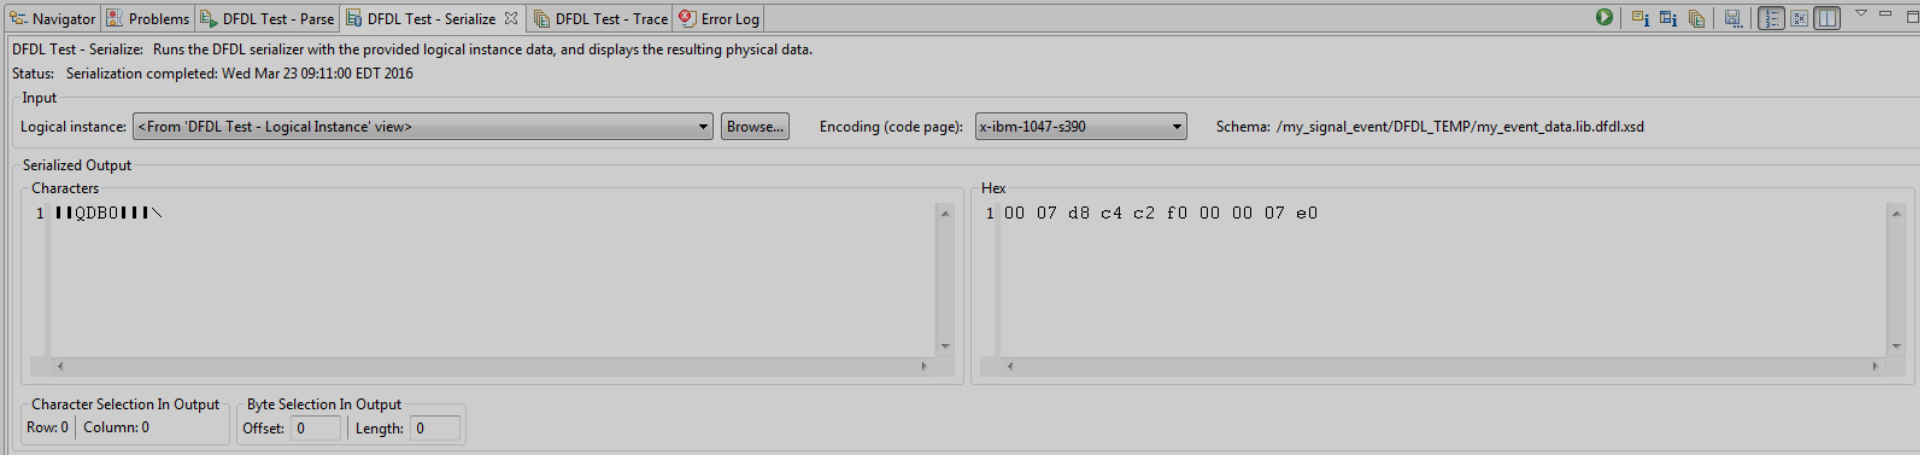 Navigator Problems DFDL Test - Parse DFDL Test - Serialize DFDL Test - Trace Error Log
DFDL Test - Serialize: Runs the DFDL serializer with the provided logical instance data, and displays the resulting physical data.
Status: Serialization completed: Wed Mar 23 09:11:00 EDT 2016
Input
Logical instance: <From 'DFDL Test - Logical Instance' view> Browse... Encoding (code page): x-ibm-1047-s390 Schema: /my_signal_event/DFDL_TEMP/my_event_data.lib.dfdl.xsd
Serialized Output
Characters Hex
1 ▌▌QDB0▌▌▌\ 1 00 07 d8 c4 c2 f0 00 00 07 e0
Character Selection In Output Byte Selection In Output
Row: 0 Column: 0 Offset: 0 Length: 0